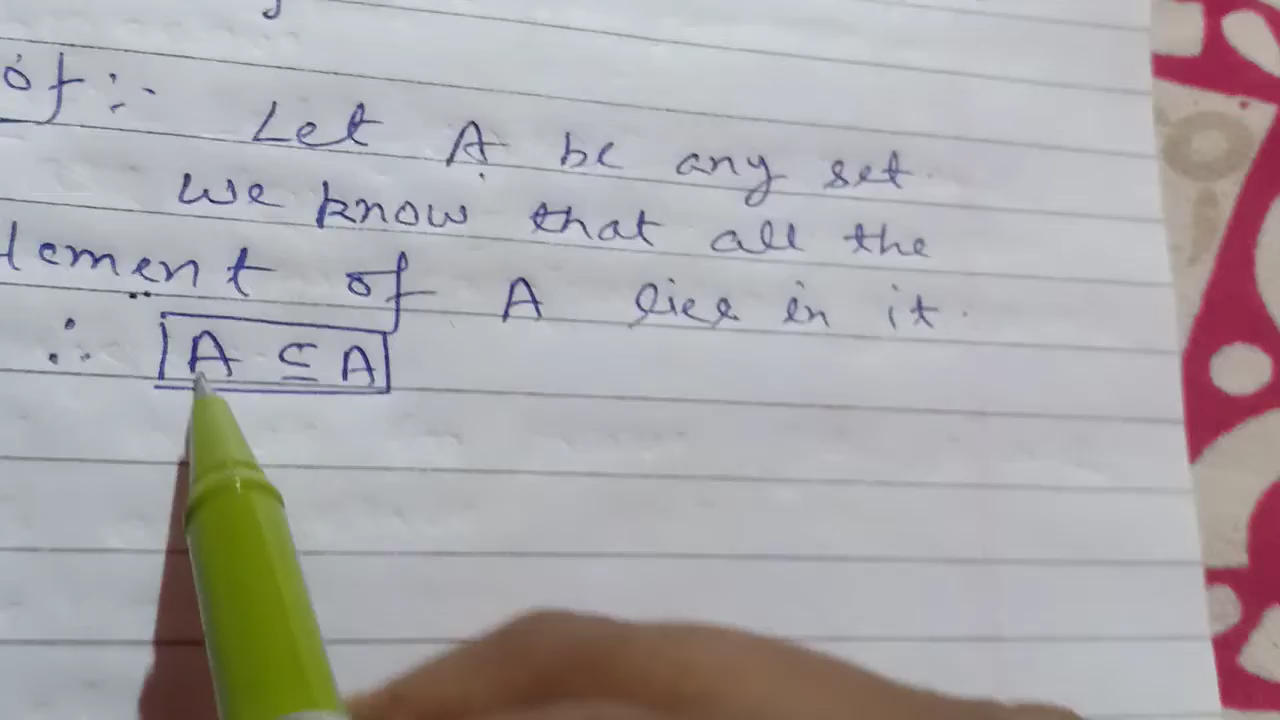 of :-  Let A be any set.
we know that all the
lement of A lies in it.
∴ A ⊆ A